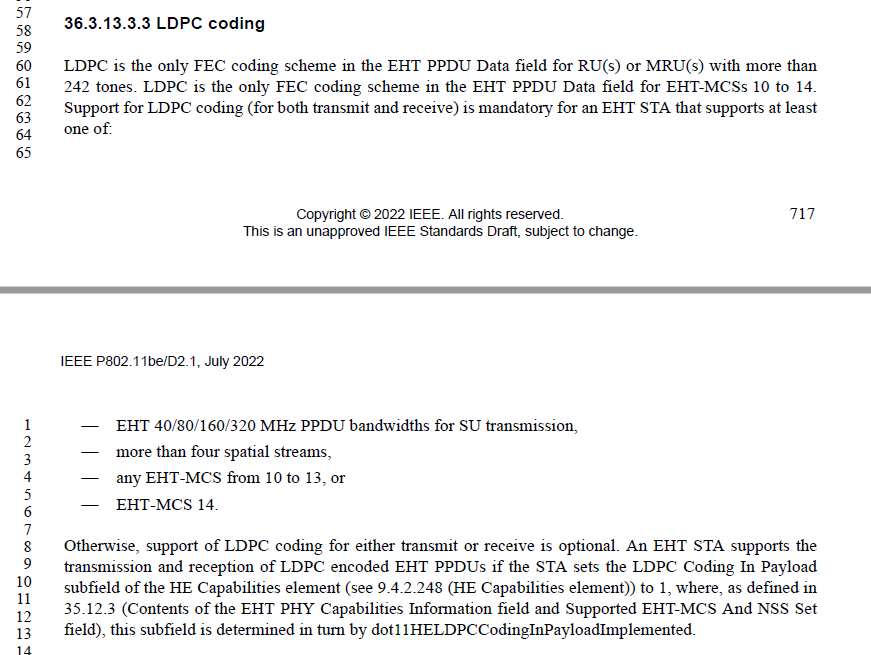 57
58 36.3.13.3.3 LDPC coding
59
60 LDPC is the only FEC coding scheme in the EHT PPDU Data field for RU(s) or MRU(s) with more than
61 242 tones. LDPC is the only FEC coding scheme in the EHT PPDU Data field for EHT-MCSs 10 to 14.
62 Support for LDPC coding (for both transmit and receive) is mandatory for an EHT STA that supports at least
63
64 one of:
65
Copyright © 2022 IEEE. All rights reserved. 717
This is an unapproved IEEE Standards Draft, subject to change.
IEEE P802.11be/D2.1, July 2022
1 — EHT 40/80/160/320 MHz PPDU bandwidths for SU transmission,
2
3 — more than four spatial streams,
4 — any EHT-MCS from 10 to 13, or
5
6 — EHT-MCS 14.
7
8 Otherwise, support of LDPC coding for either transmit or receive is optional. An EHT STA supports the
9 transmission and reception of LDPC encoded EHT PPDUs if the STA sets the LDPC Coding In Payload
10 subfield of the HE Capabilities element (see 9.4.2.248 (HE Capabilities element)) to 1, where, as defined in
11
12 35.12.3 (Contents of the EHT PHY Capabilities Information field and Supported EHT-MCS And NSS Set
13 field), this subfield is determined in turn by dot11HELDPCCodingInPayloadImplemented.
14